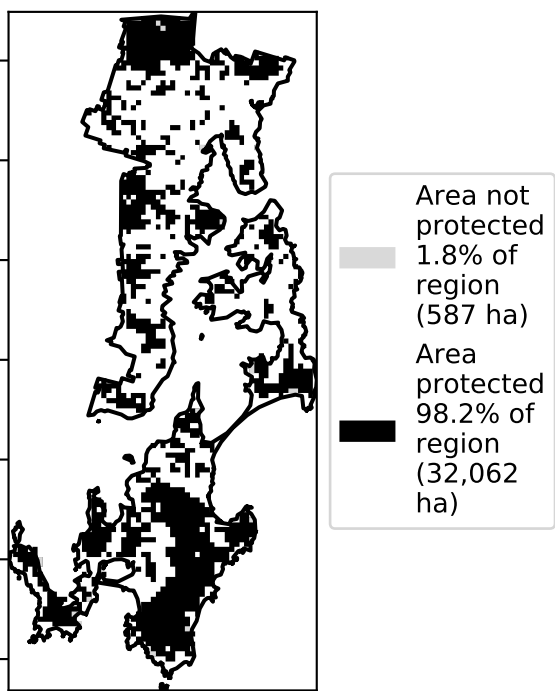 Area not
protected
1.8% of
region
(587 ha)
Area
protected
98.2% of
region
(32,062
ha)